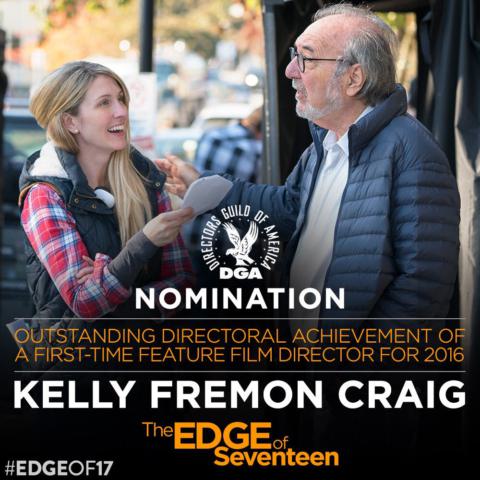 DIRECTORS GUILD OF AMERICA
DGA
NOMINATION
OUTSTANDING DIRECTORAL ACHIEVEMENT OF
A FIRST-TIME FEATURE FILM DIRECTOR FOR 2016
KELLY FREMON CRAIG
The EDGE of
Seventeen
#EDGEOF17